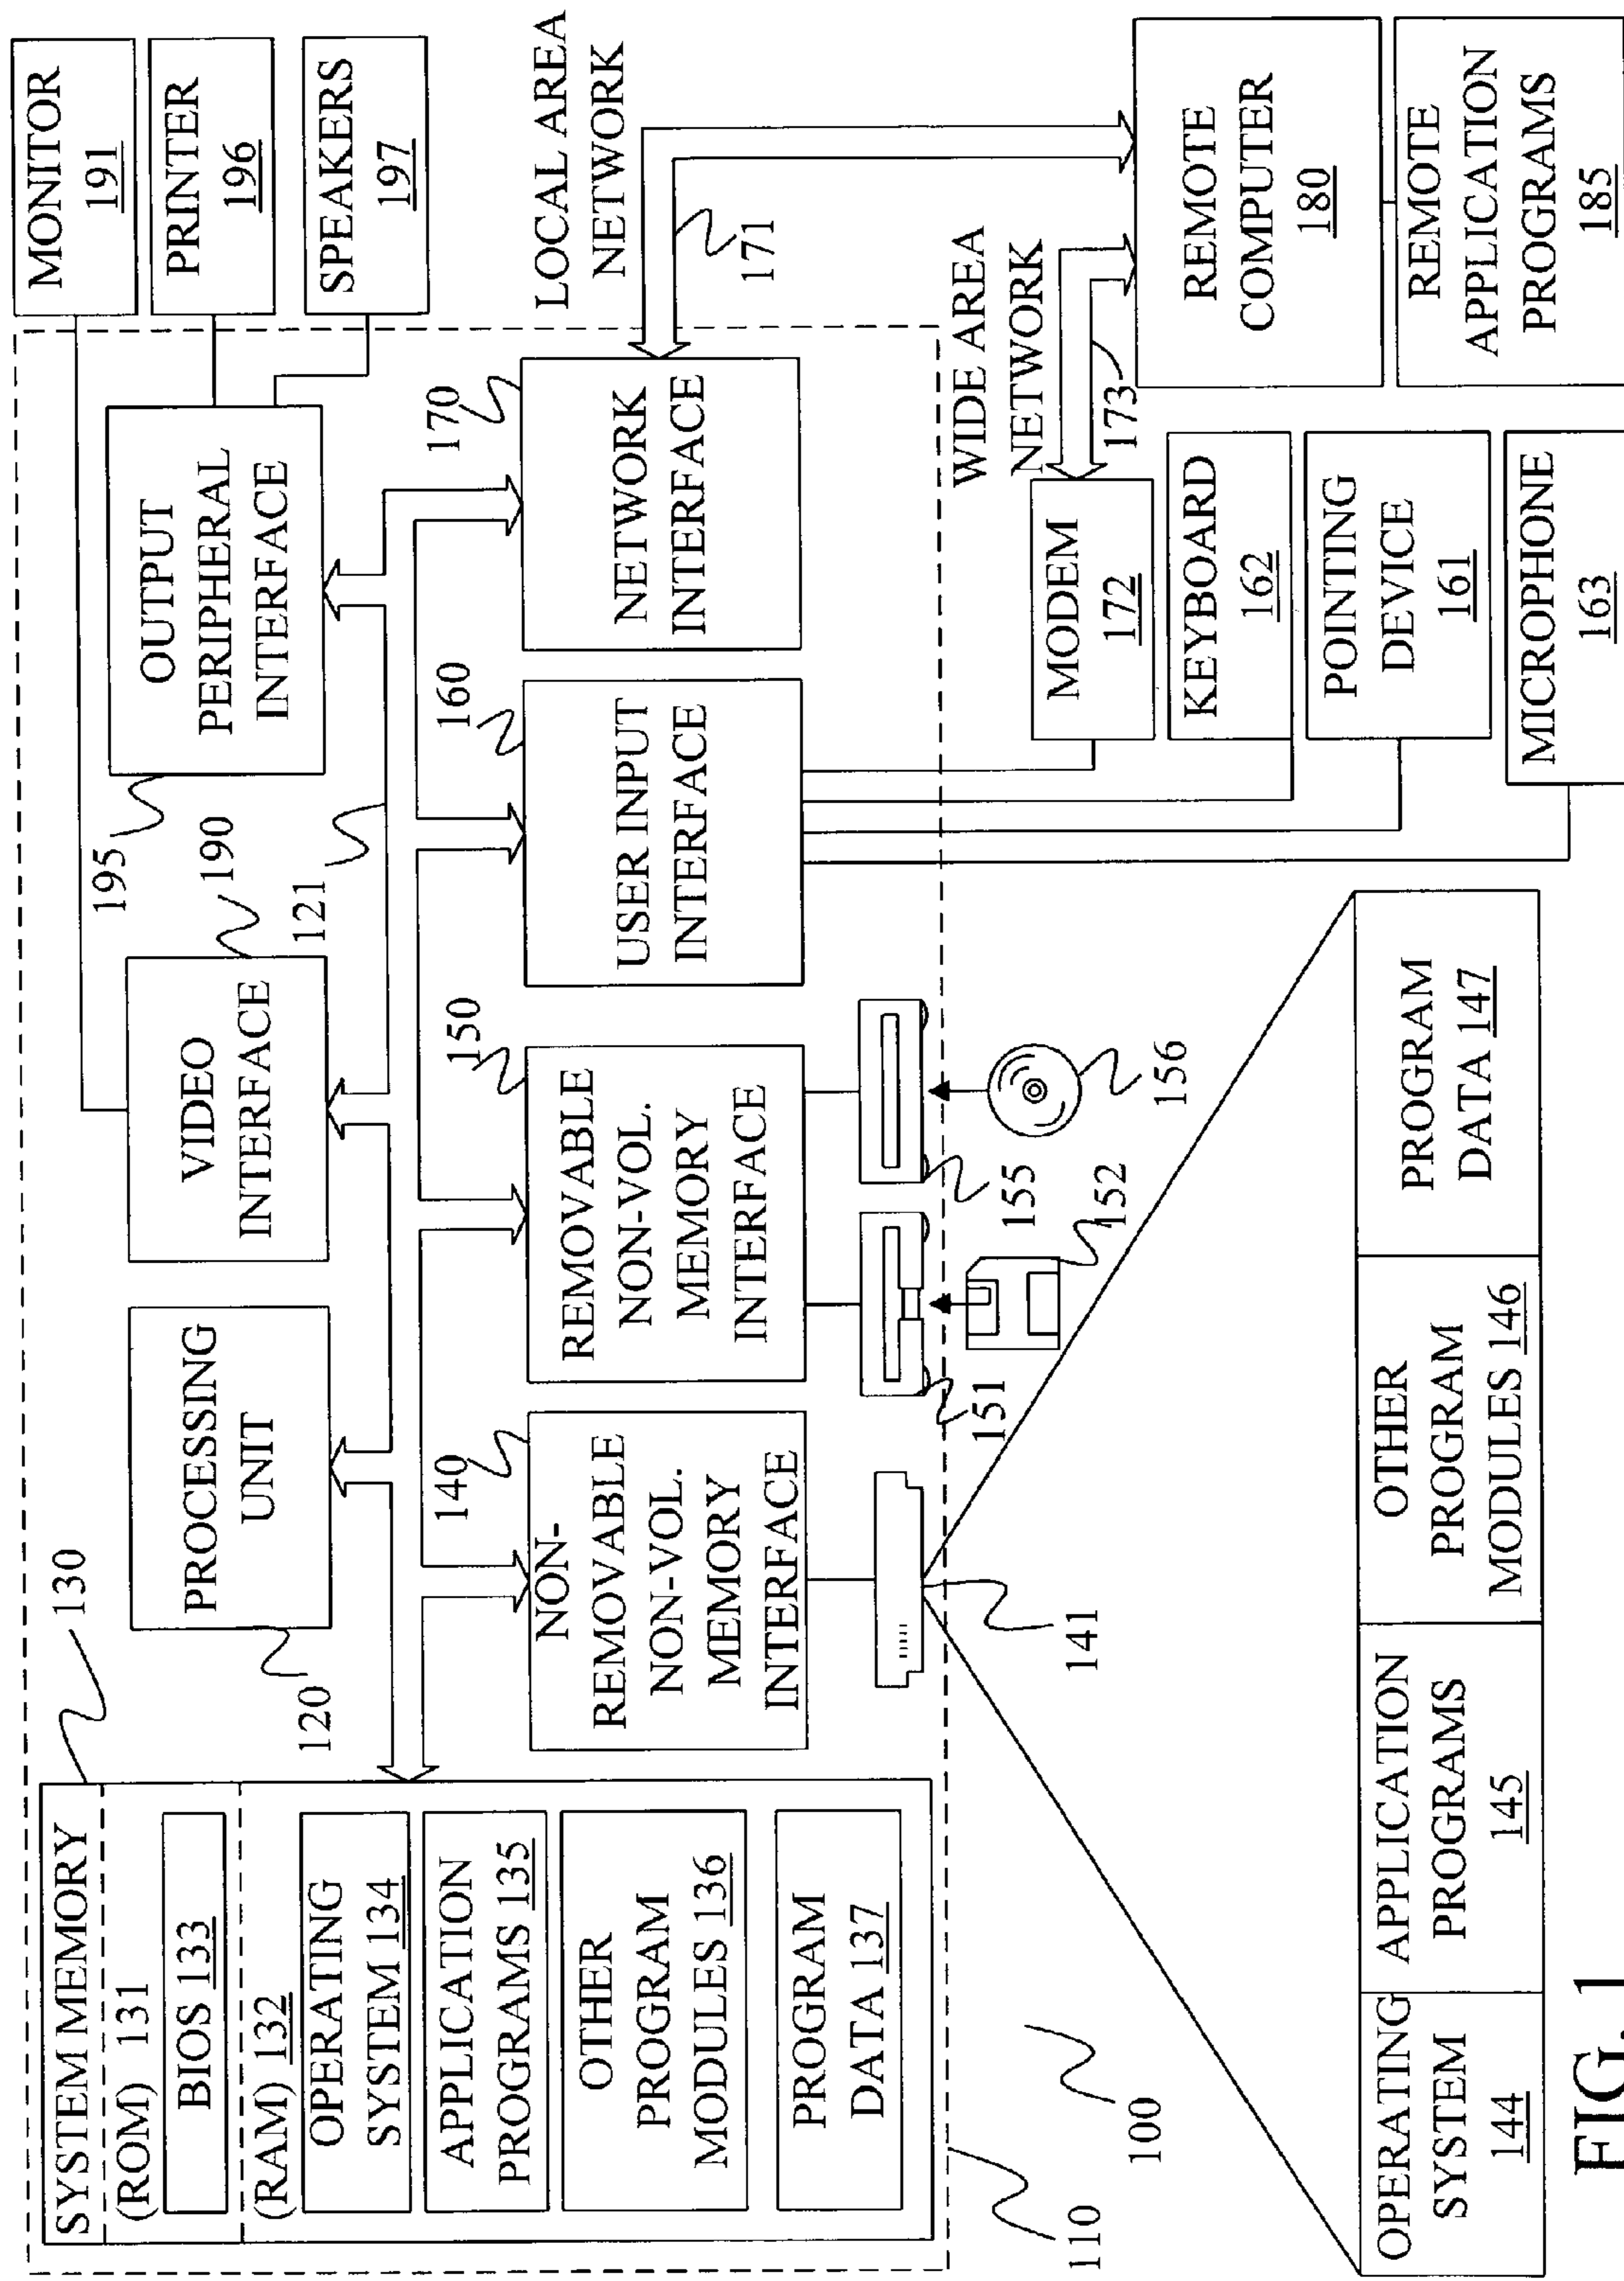 SYSTEM MEMORY
(ROM) 131
BIOS 133
(RAM) 132
OPERATING
SYSTEM 134
APPLICATION
PROGRAMS 135
OTHER
PROGRAM
MODULES 136
PROGRAM
DATA 137
130
120
PROCESSING
UNIT
VIDEO
INTERFACE
190
121
195
OUTPUT
PERIPHERAL
INTERFACE
MONITOR
191
PRINTER
196
SPEAKERS
197
140
NON-
REMOVABLE
NON-VOL.
MEMORY
INTERFACE
150
REMOVABLE
NON-VOL.
MEMORY
INTERFACE
160
USER INPUT
INTERFACE
170
NETWORK
INTERFACE
LOCAL AREA
NETWORK
171
WIDE AREA
NETWORK
173
141
151
152
155
156
MODEM
172
KEYBOARD
162
POINTING
DEVICE
161
MICROPHONE
163
REMOTE
COMPUTER
180
REMOTE
APPLICATION
PROGRAMS
185
110
100
OPERATING
SYSTEM
144
APPLICATION
PROGRAMS
145
OTHER
PROGRAM
MODULES 146
PROGRAM
DATA 147
FIG. 1